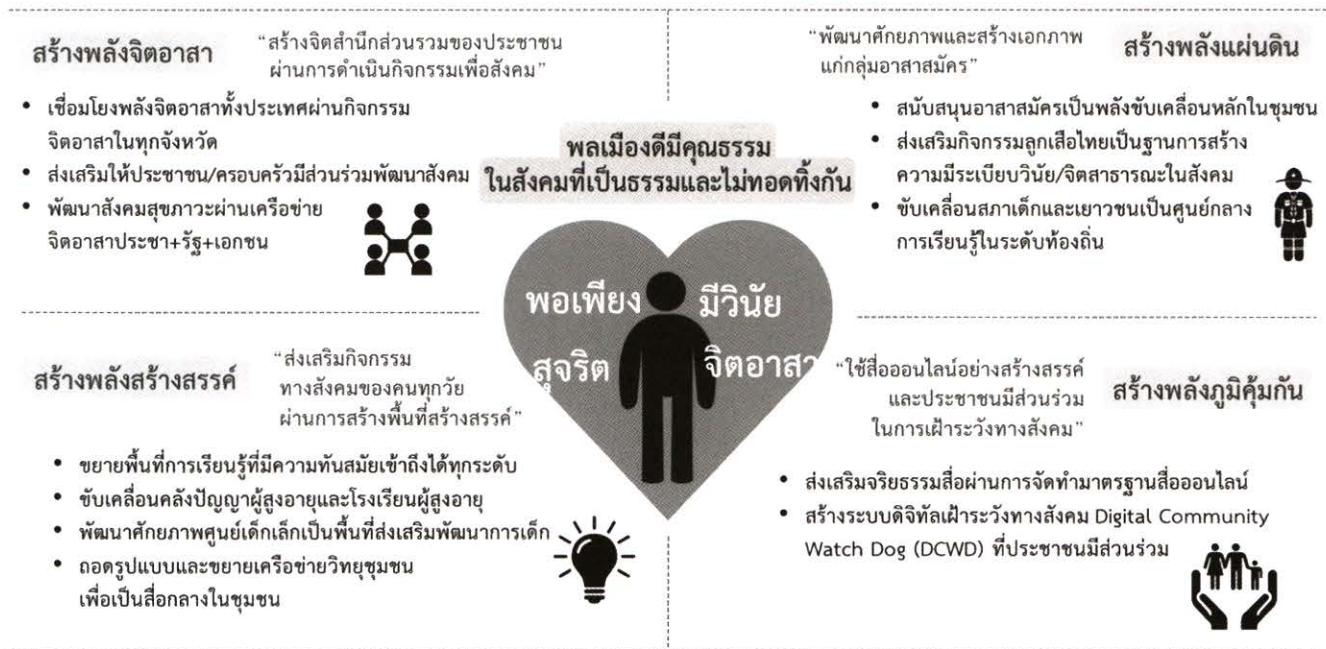 สร้างพลังจิตอาสา
“สร้างจิตสำนึกส่วนรวมของประชาชน
ผ่านการดำเนินกิจกรรมเพื่อสังคม”
• เชื่อมโยงพลังจิตอาสาทั้งประเทศผ่านกิจกรรม
จิตอาสาในทุกจังหวัด
• ส่งเสริมให้ประชาชน/ครอบครัวมีส่วนร่วมพัฒนาสังคม
• พัฒนาสังคมสุขภาวะผ่านเครือข่าย
จิตอาสาประชา+รัฐ+เอกชน
“พัฒนาศักยภาพและสร้างเอกภาพ
แก่กลุ่มอาสาสมัคร”
สร้างพลังแผ่นดิน
• สนับสนุนอาสาสมัครเป็นพลังขับเคลื่อนหลักในชุมชน
• ส่งเสริมกิจกรรมลูกเสือไทยเป็นฐานการสร้าง
ความมีระเบียบวินัย/จิตสาธารณะในสังคม
• ขับเคลื่อนสภาเด็กและเยาวชนเป็นศูนย์กลาง
การเรียนรู้ในระดับท้องถิ่น
พลเมืองดีมีคุณธรรม
ในสังคมที่เป็นธรรมและไม่ทอดทิ้งกัน
พอเพียง มีวินัย
สุจริต จิตอาสา
สร้างพลังสร้างสรรค์
“ส่งเสริมกิจกรรม
ทางสังคมของคนทุกวัย
ผ่านการสร้างพื้นที่สร้างสรรค์”
• ขยายพื้นที่การเรียนรู้ที่มีความทันสมัยเข้าถึงได้ทุกระดับ
• ขับเคลื่อนคลังปัญญาผู้สูงอายุและโรงเรียนผู้สูงอายุ
• พัฒนาศักยภาพศูนย์เด็กเล็กเป็นพื้นที่ส่งเสริมพัฒนาการเด็ก
• ถอดรูปแบบและขยายเครือข่ายวิทยุชุมชน
เพื่อเป็นสื่อกลางในชุมชน
“ใช้สื่อออนไลน์อย่างสร้างสรรค์
และประชาชนมีส่วนร่วม
ในการเฝ้าระวังทางสังคม”
สร้างพลังภูมิคุ้มกัน
• ส่งเสริมจริยธรรมสื่อผ่านการจัดทำมาตรฐานสื่อออนไลน์
• สร้างระบบดิจิทัลเฝ้าระวังทางสังคม Digital Community
Watch Dog (DCWD) ที่ประชาชนมีส่วนร่วม